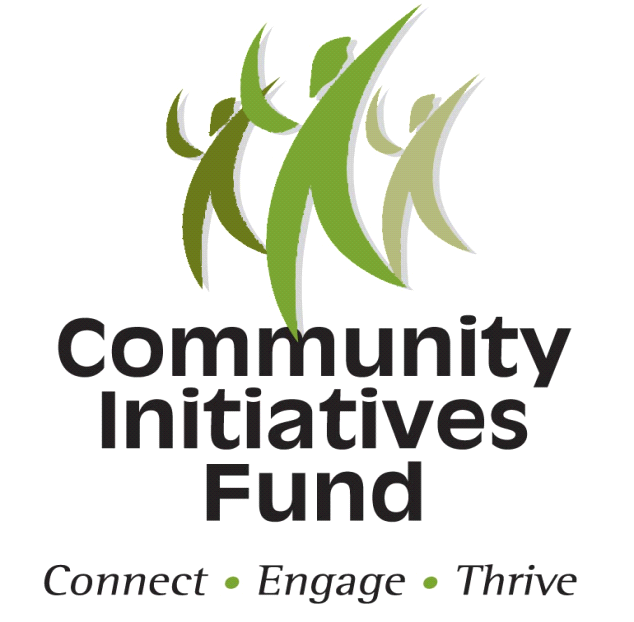 Community
Initiatives
Fund
Connect • Engage • Thrive